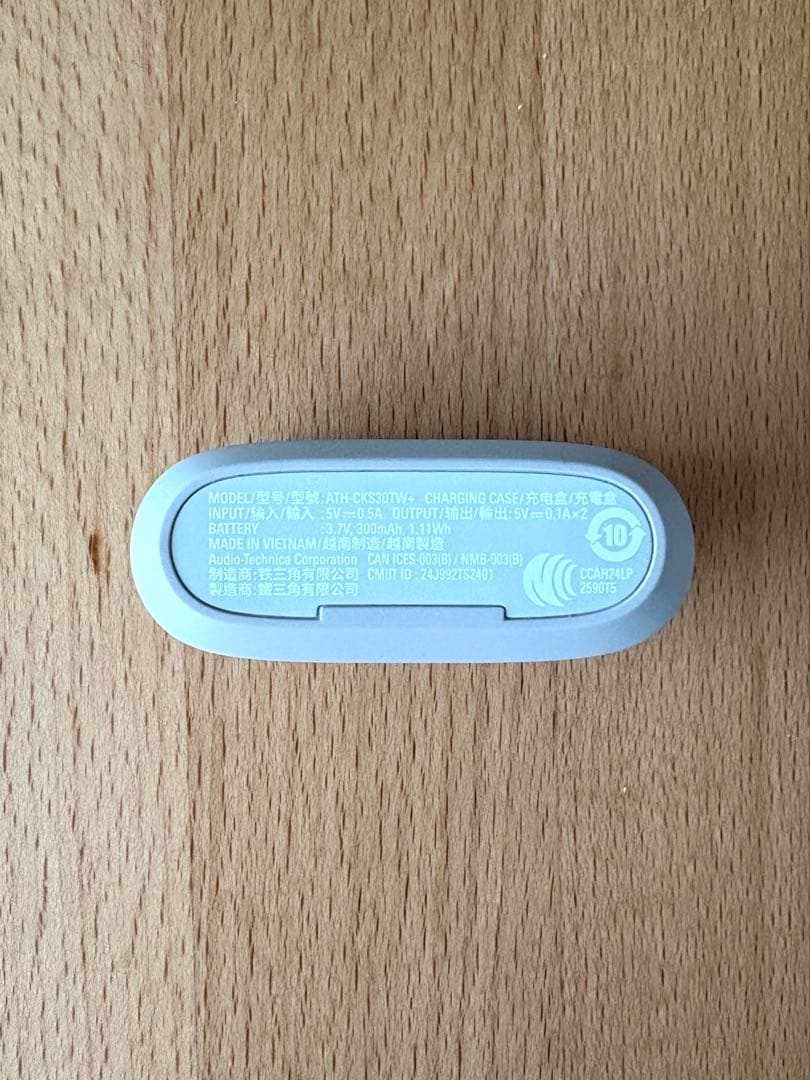 MODEL/型号/型號: ATH-CKS30TW+ CHARGING CASE/充电盒/充電盒
INPUT/输入/輸入 : 5V⎓0.5A OUTPUT/输出/輸出: 5V⎓0.1A×2
BATTERY : 3.7V, 300mAh, 1.11Wh
MADE IN VIETNAM/越南制造/越南製造
Audio-Technica Corporation CAN ICES-003(B) / NMB-003(B)
制造商: 铁三角有限公司 CMIIT ID : 24J99ZTSZ401
製造商: 鐵三角有限公司
10
CCAH24LP
2590T5